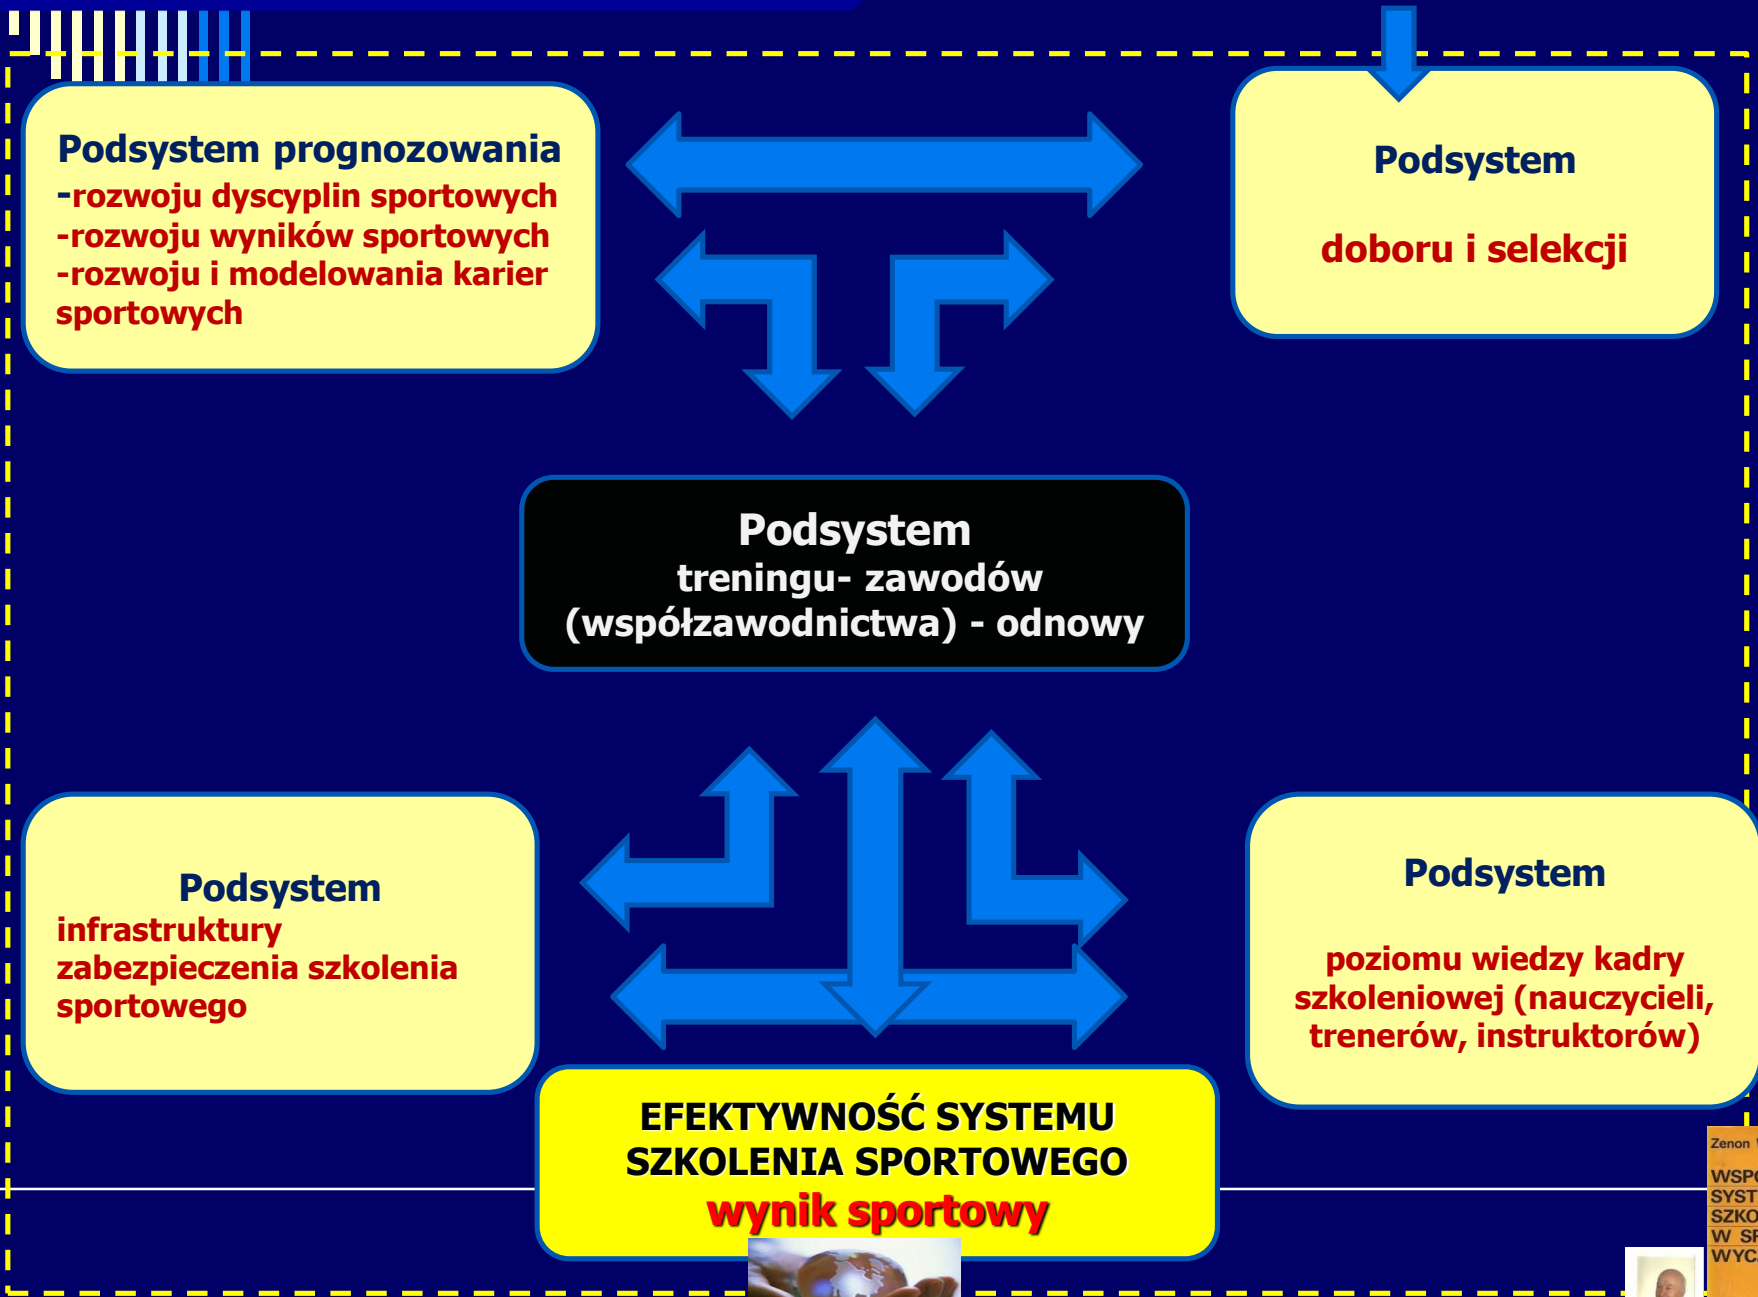 Podsystem prognozowania
-rozwoju dyscyplin sportowych
-rozwoju wyników sportowych
-rozwoju i modelowania karier
sportowych
Podsystem
doboru i selekcji
Podsystem
treningu- zawodów
(współzawodnictwa) - odnowy
Podsystem
infrastruktury
zabezpieczenia szkolenia
sportowego
Podsystem
poziomu wiedzy kadry
szkoleniowej (nauczycieli,
trenerów, instruktorów)
EFEKTYWNOŚĆ SYSTEMU
SZKOLENIA SPORTOWEGO
wynik sportowy
Zenon
W